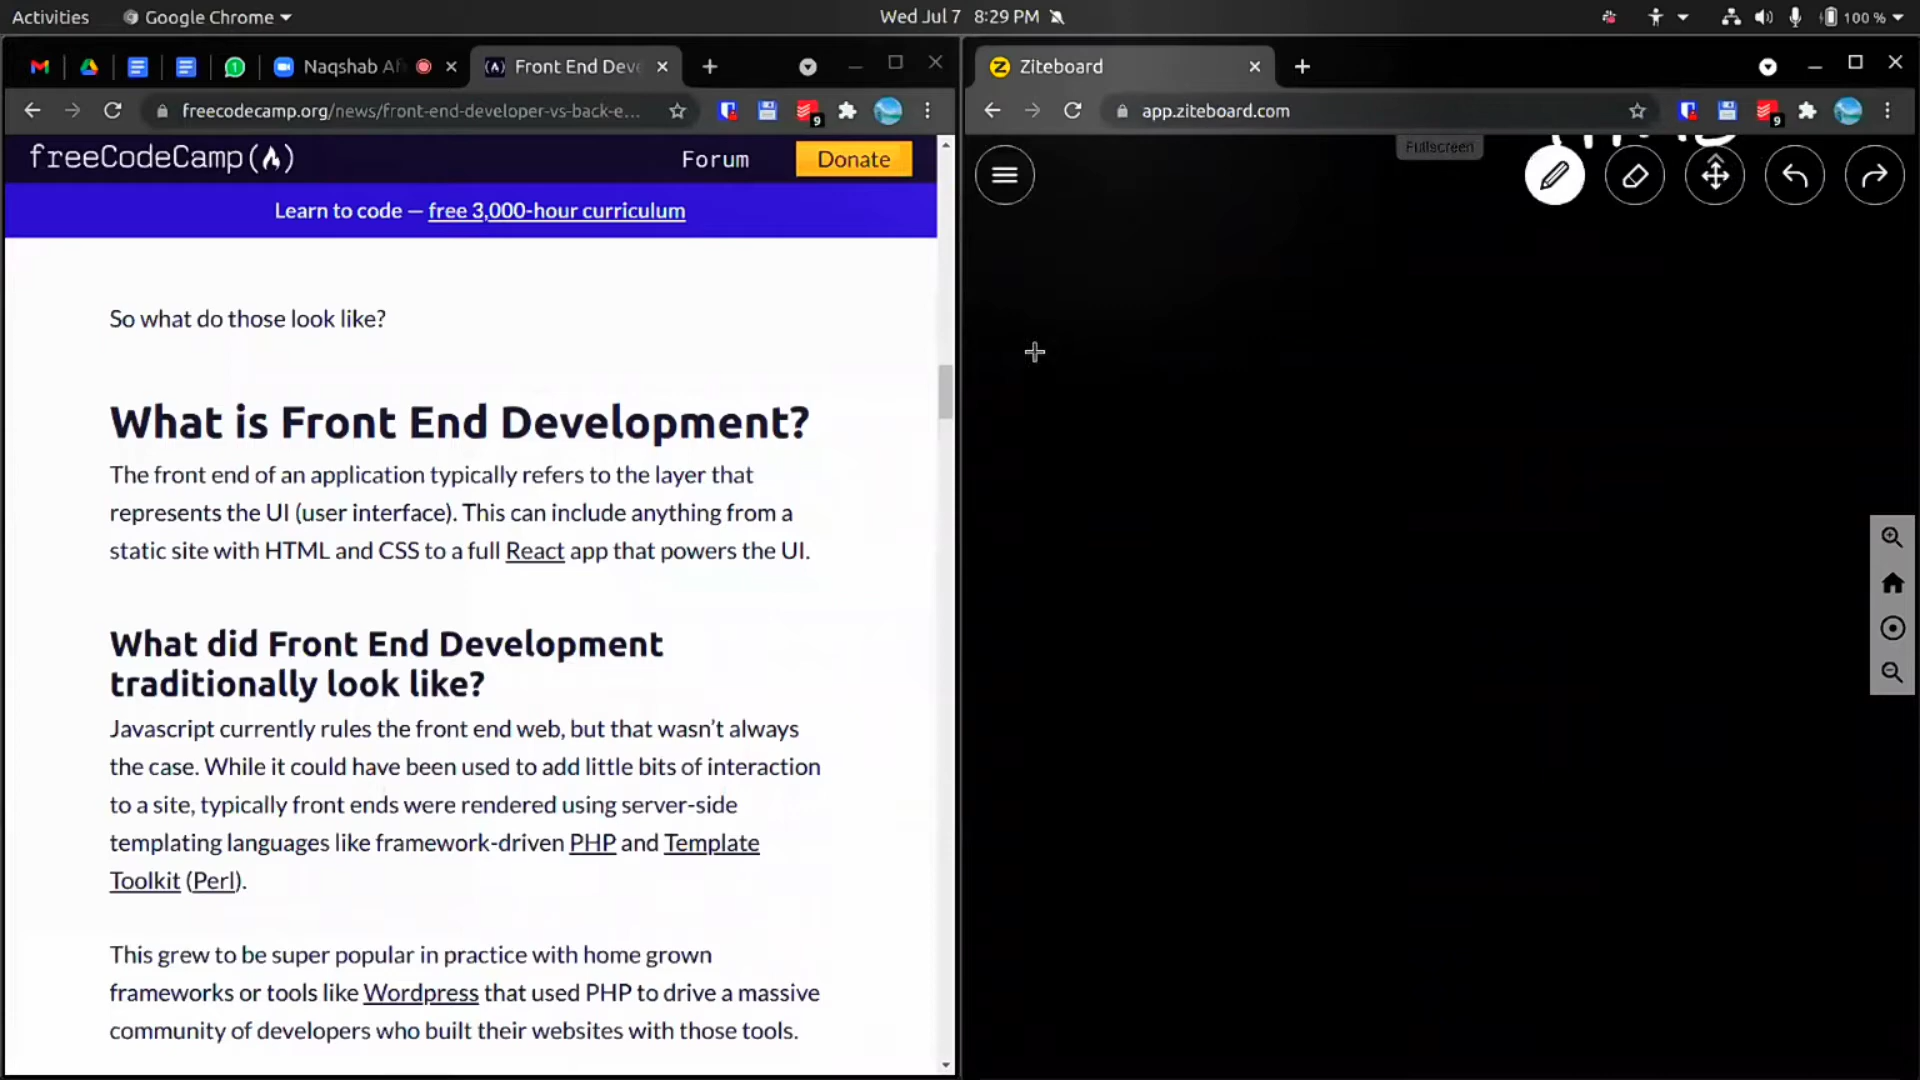 Activities Google Chrome Wed Jul 7 8:29 PM 100 %
Naqshab Af Front End Deve Ziteboard
freecodecamp.org/news/front-end-developer-vs-back-e... 9 app.ziteboard.com 9
freeCodeCamp Forum Donate Fullscreen
Learn to code — free 3,000-hour curriculum
So what do those look like?
What is Front End Development?
The front end of an application typically refers to the layer that
represents the UI (user interface). This can include anything from a
static site with HTML and CSS to a full React app that powers the UI.
What did Front End Development
traditionally look like?
Javascript currently rules the front end web, but that wasn't always
the case. While it could have been used to add little bits of interaction
to a site, typically front ends were rendered using server-side
templating languages like framework-driven PHP and Template
Toolkit (Perl).
This grew to be super popular in practice with home grown
frameworks or tools like Wordpress that used PHP to drive a massive
community of developers who built their websites with those tools.